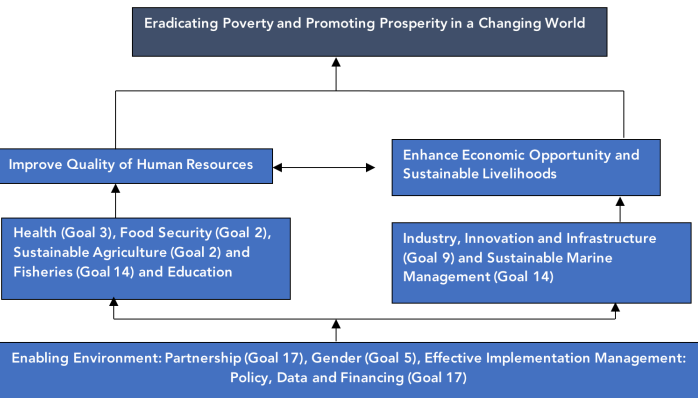 Eradicating Poverty and Promoting Prosperity in a Changing World
Improve Quality of Human Resources
Enhance Economic Opportunity and
Sustainable Livelihoods
Health (Goal 3), Food Security (Goal 2),
Sustainable Agriculture (Goal 2) and
Fisheries (Goal 14) and Education
Industry, Innovation and Infrastructure
(Goal 9) and Sustainable Marine
Management (Goal 14)
Enabling Environment: Partnership (Goal 17), Gender (Goal 5), Effective Implementation Management:
Policy, Data and Financing (Goal 17)